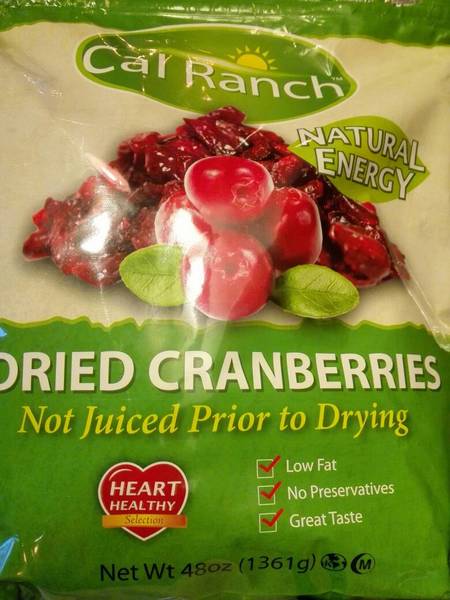 Cal Ranch™
NATURAL
ENERGY
DRIED CRANBERRIES
Not Juiced Prior to Drying
HEART
HEALTHY
Selection
Low Fat
No Preservatives
Great Taste
Net Wt 48oz (1361g)